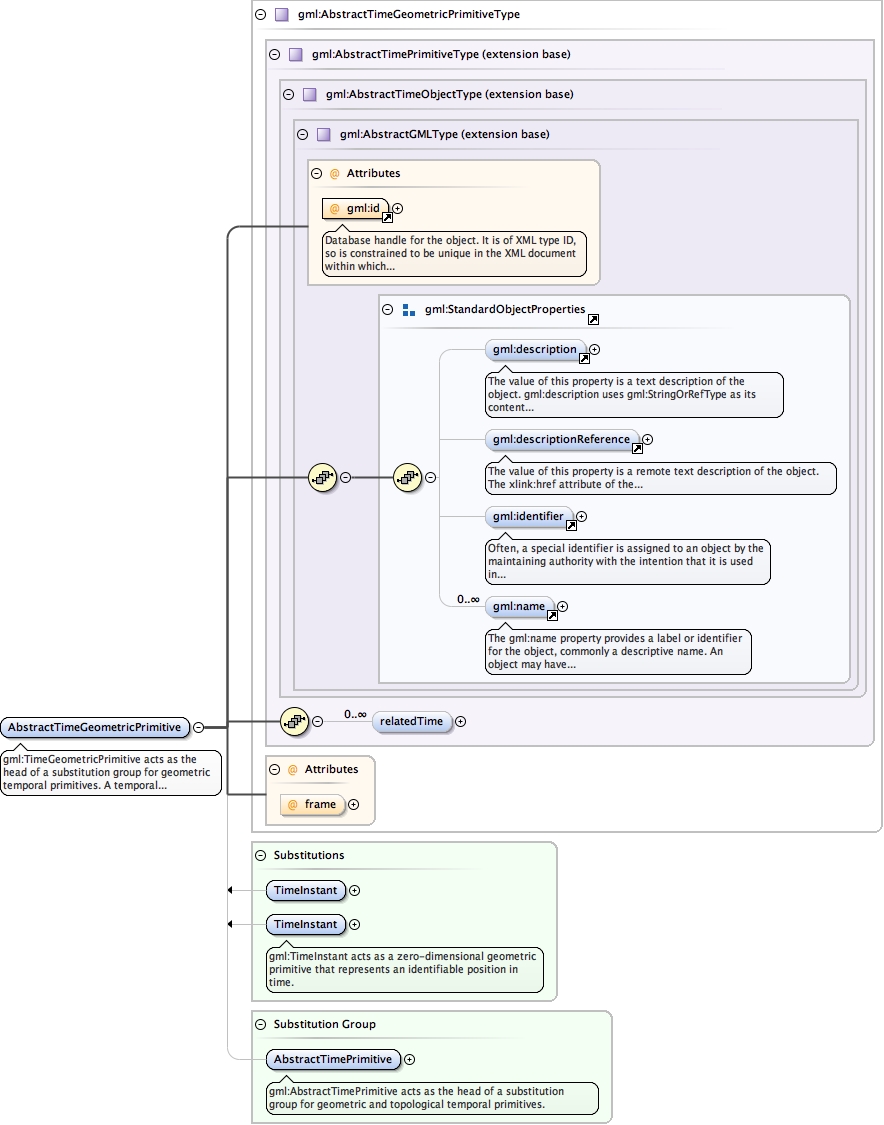 gml:AbstractTimeGeometricPrimitiveType
gml:AbstractTimePrimitiveType (extension base)
gml:AbstractTimeObjectType (extension base)
gml:AbstractGMLType (extension base)
@ Attributes
@ gml:id
Database handle for the object. It is of XML type ID,
so is constrained to be unique in the XML document
within which...
gml:StandardObjectProperties
gml:description
The value of this property is a text description of the
object. gml:description uses gml:StringOrRefType as its
content...
gml:descriptionReference
The value of this property is a remote text description of the object.
The xlink:href attribute of the...
gml:identifier
Often, a special identifier is assigned to an object by the
maintaining authority with the intention that it is used
in...
0..∞ gml:name
The gml:name property provides a label or identifier
for the object, commonly a descriptive name. An
object may have...
0..∞ relatedTime
AbstractTimeGeometricPrimitive
gml:TimeGeometricPrimitive acts as the
head of a substitution group for geometric
temporal primitives. A temporal...
@ Attributes
@ frame
Substitutions
TimeInstant
TimeInstant
gml:TimeInstant acts as a zero-dimensional geometric
primitive that represents an identifiable position in
time.
Substitution Group
AbstractTimePrimitive
gml:AbstractTimePrimitive acts as the head of a substitution
group for geometric and topological temporal primitives.